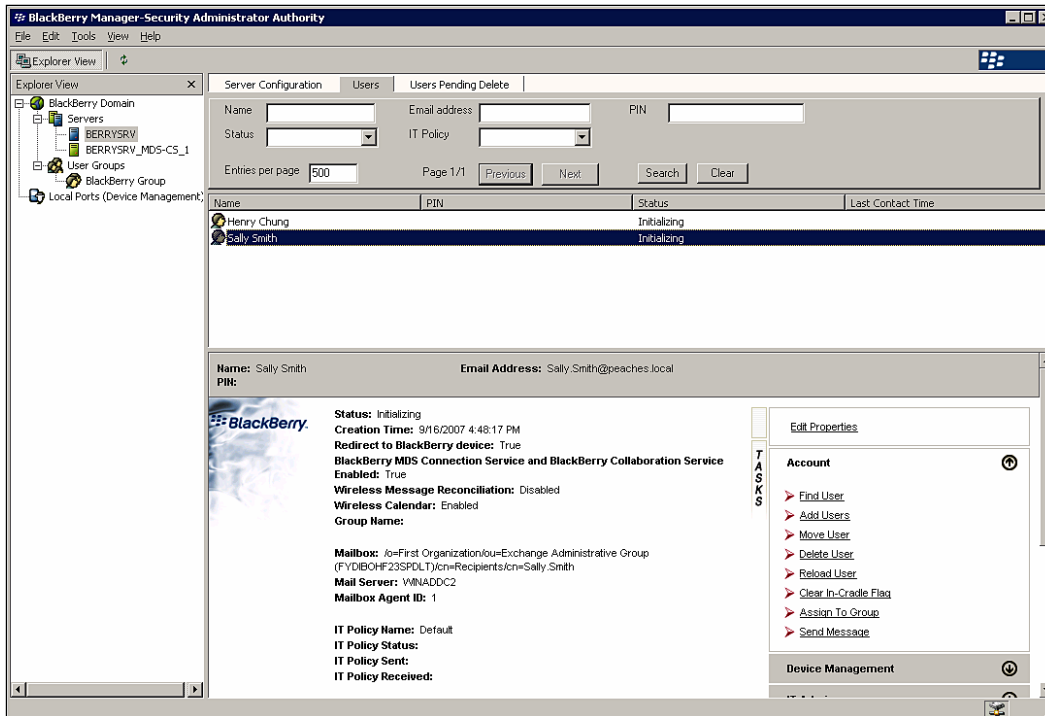 BlackBerry Manager-Security Administrator Authority
File Edit Tools View Help
Explorer View
Explorer View
BlackBerry Domain
Servers
BERRYSRV
BERRYSRV_MDS-CS_1
User Groups
BlackBerry Group
Local Ports (Device Management)
Server Configuration Users Users Pending Delete
Name Email address PIN
Status IT Policy
Entries per page 500 Page 1/1 Previous Next Search Clear
Name PIN Status Last Contact Time
Henry Chung Initializing
Sally Smith Initializing
Name: Sally Smith Email Address: Sally.Smith@peaches.local
PIN:
BlackBerry.
Status: Initializing
Creation Time: 9/16/2007 4:48:17 PM
Redirect to BlackBerry device: True
BlackBerry MDS Connection Service and BlackBerry Collaboration Service
Enabled: True
Wireless Message Reconciliation: Disabled
Wireless Calendar: Enabled
Group Name:
Mailbox: /o=First Organization/ou=Exchange Administrative Group
(FYDIBOHF23SPDLT)/cn=Recipients/cn=Sally.Smith
Mail Server: WINADDC2
Mailbox Agent ID: 1
IT Policy Name: Default
IT Policy Status:
IT Policy Sent:
IT Policy Received:
TASKS
Edit Properties
Account
Find User
Add Users
Move User
Delete User
Reload User
Clear In-Cradle Flag
Assign To Group
Send Message
Device Management